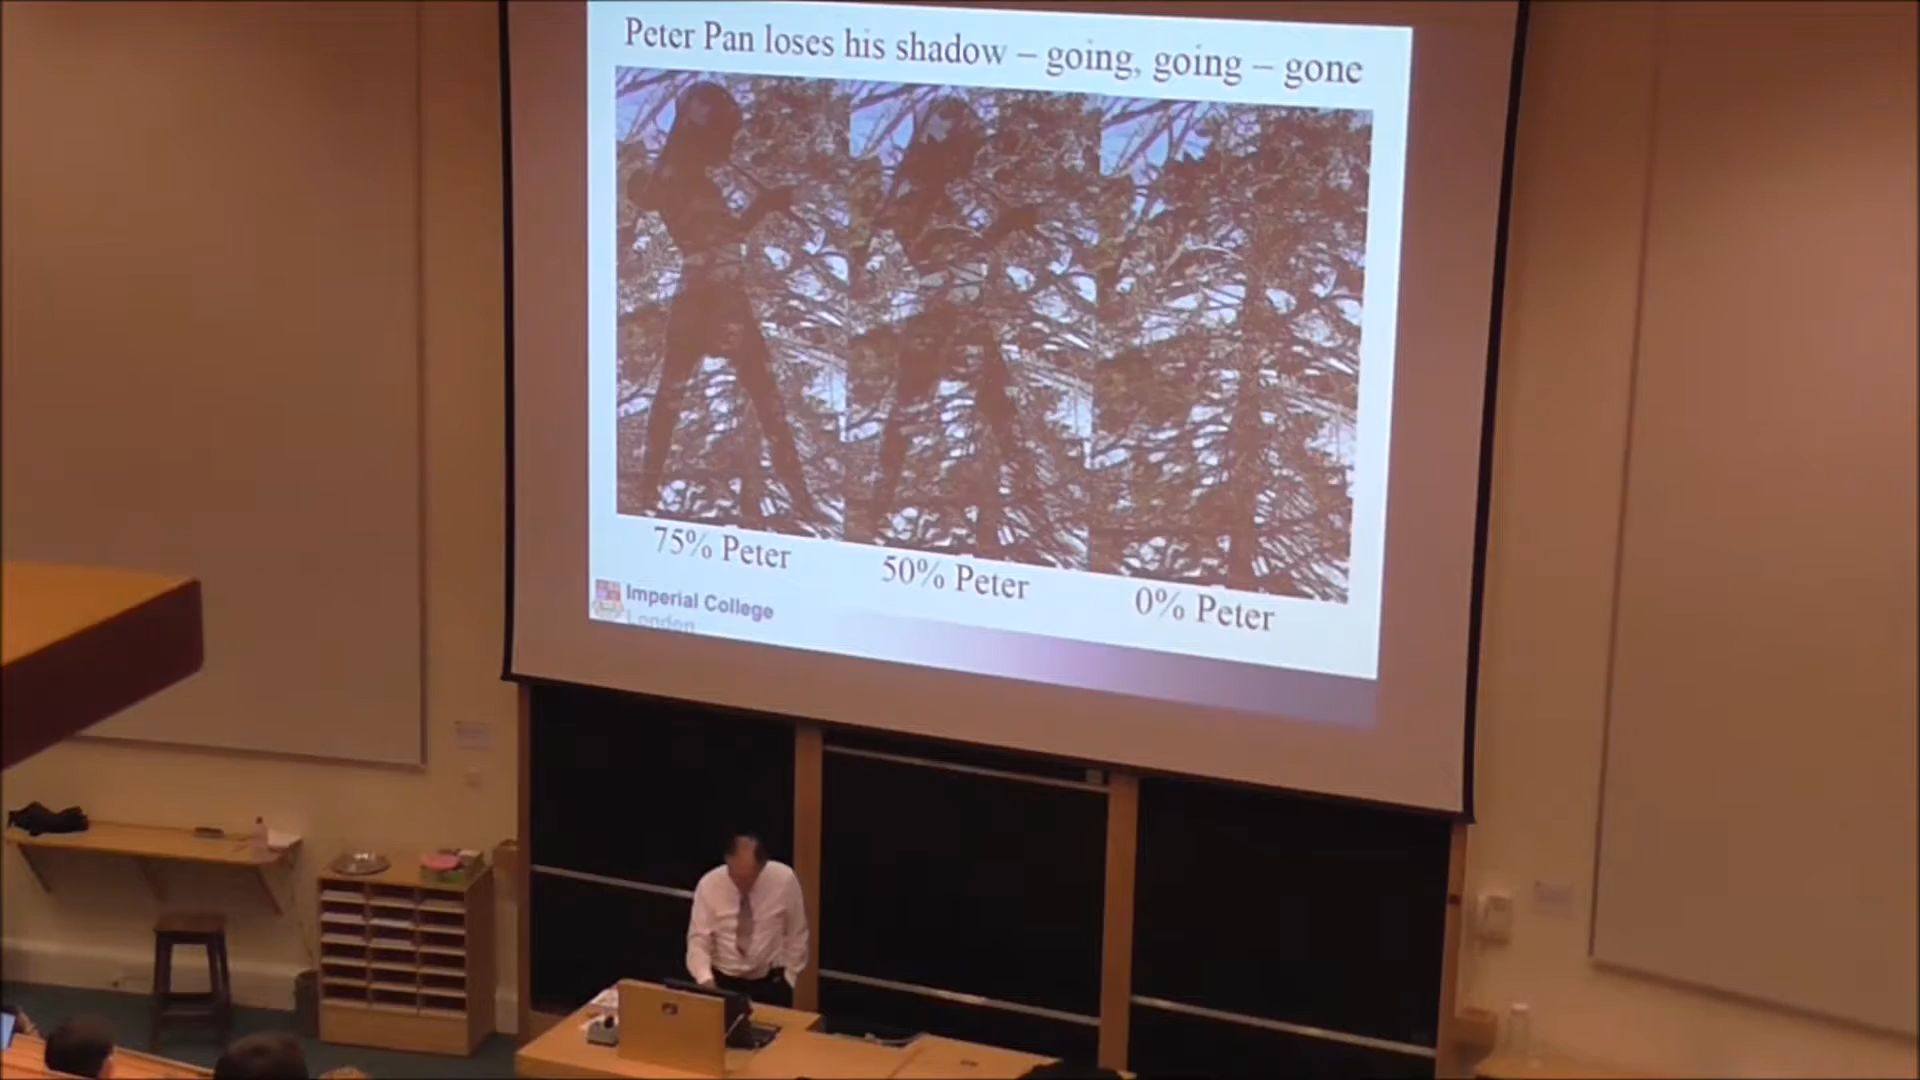 Peter Pan loses his shadow – going, going – gone
75% Peter
50% Peter
0% Peter
Imperial College
London